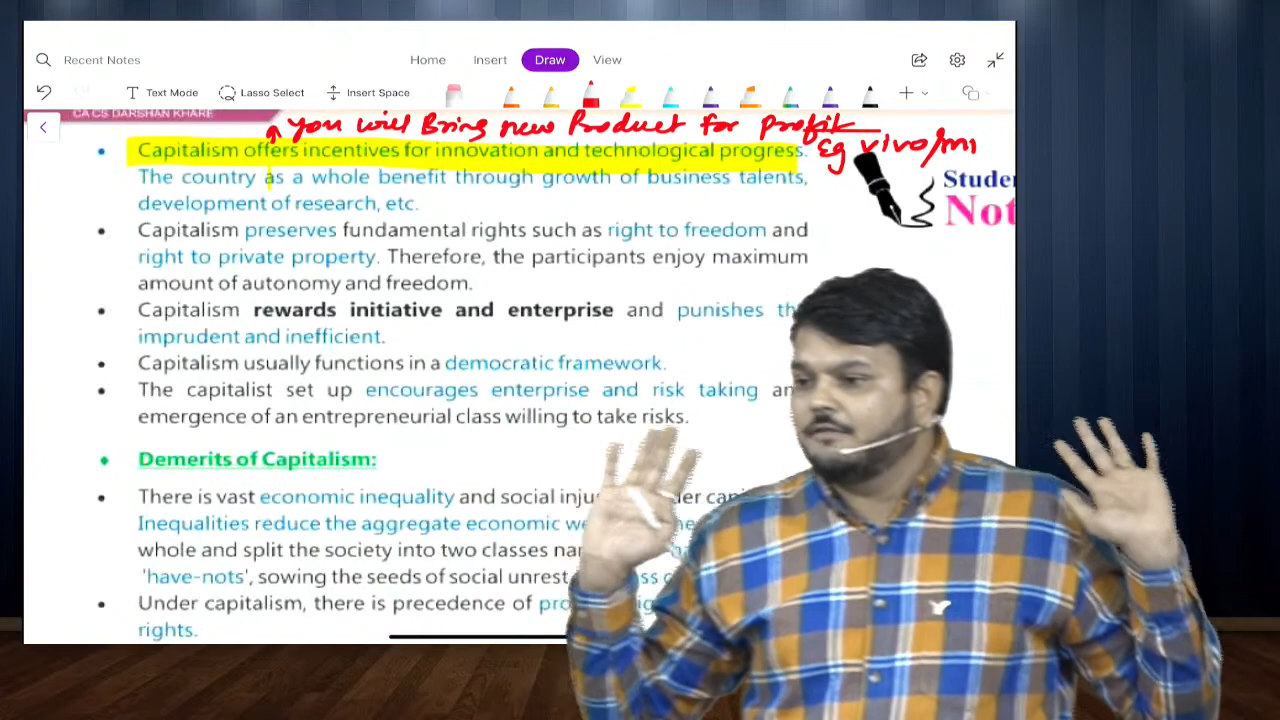 Recent Notes
Home Insert Draw View
Text Mode Lasso Select Insert Space
CA CS DARSHAN KHARE
you will Bring new Product for Profit
Eg vivo/mi
Capitalism offers incentives for innovation and technological progress.
The country as a whole benefit through growth of business talents,
development of research, etc.
Studen
Not
Capitalism preserves fundamental rights such as right to freedom and
right to private property. Therefore, the participants enjoy maximum
amount of autonomy and freedom.
Capitalism rewards initiative and enterprise and punishes th
imprudent and inefficient.
Capitalism usually functions in a democratic framework.
The capitalist set up encourages enterprise and risk taking an
emergence of an entrepreneurial class willing to take risks.
Demerits of Capitalism:
There is vast economic inequality and social inju
Inequalities reduce the aggregate economic we
whole and split the society into two classes na
'have-nots', sowing the seeds of social unrest
Under capitalism, there is precedence of pro
rights.